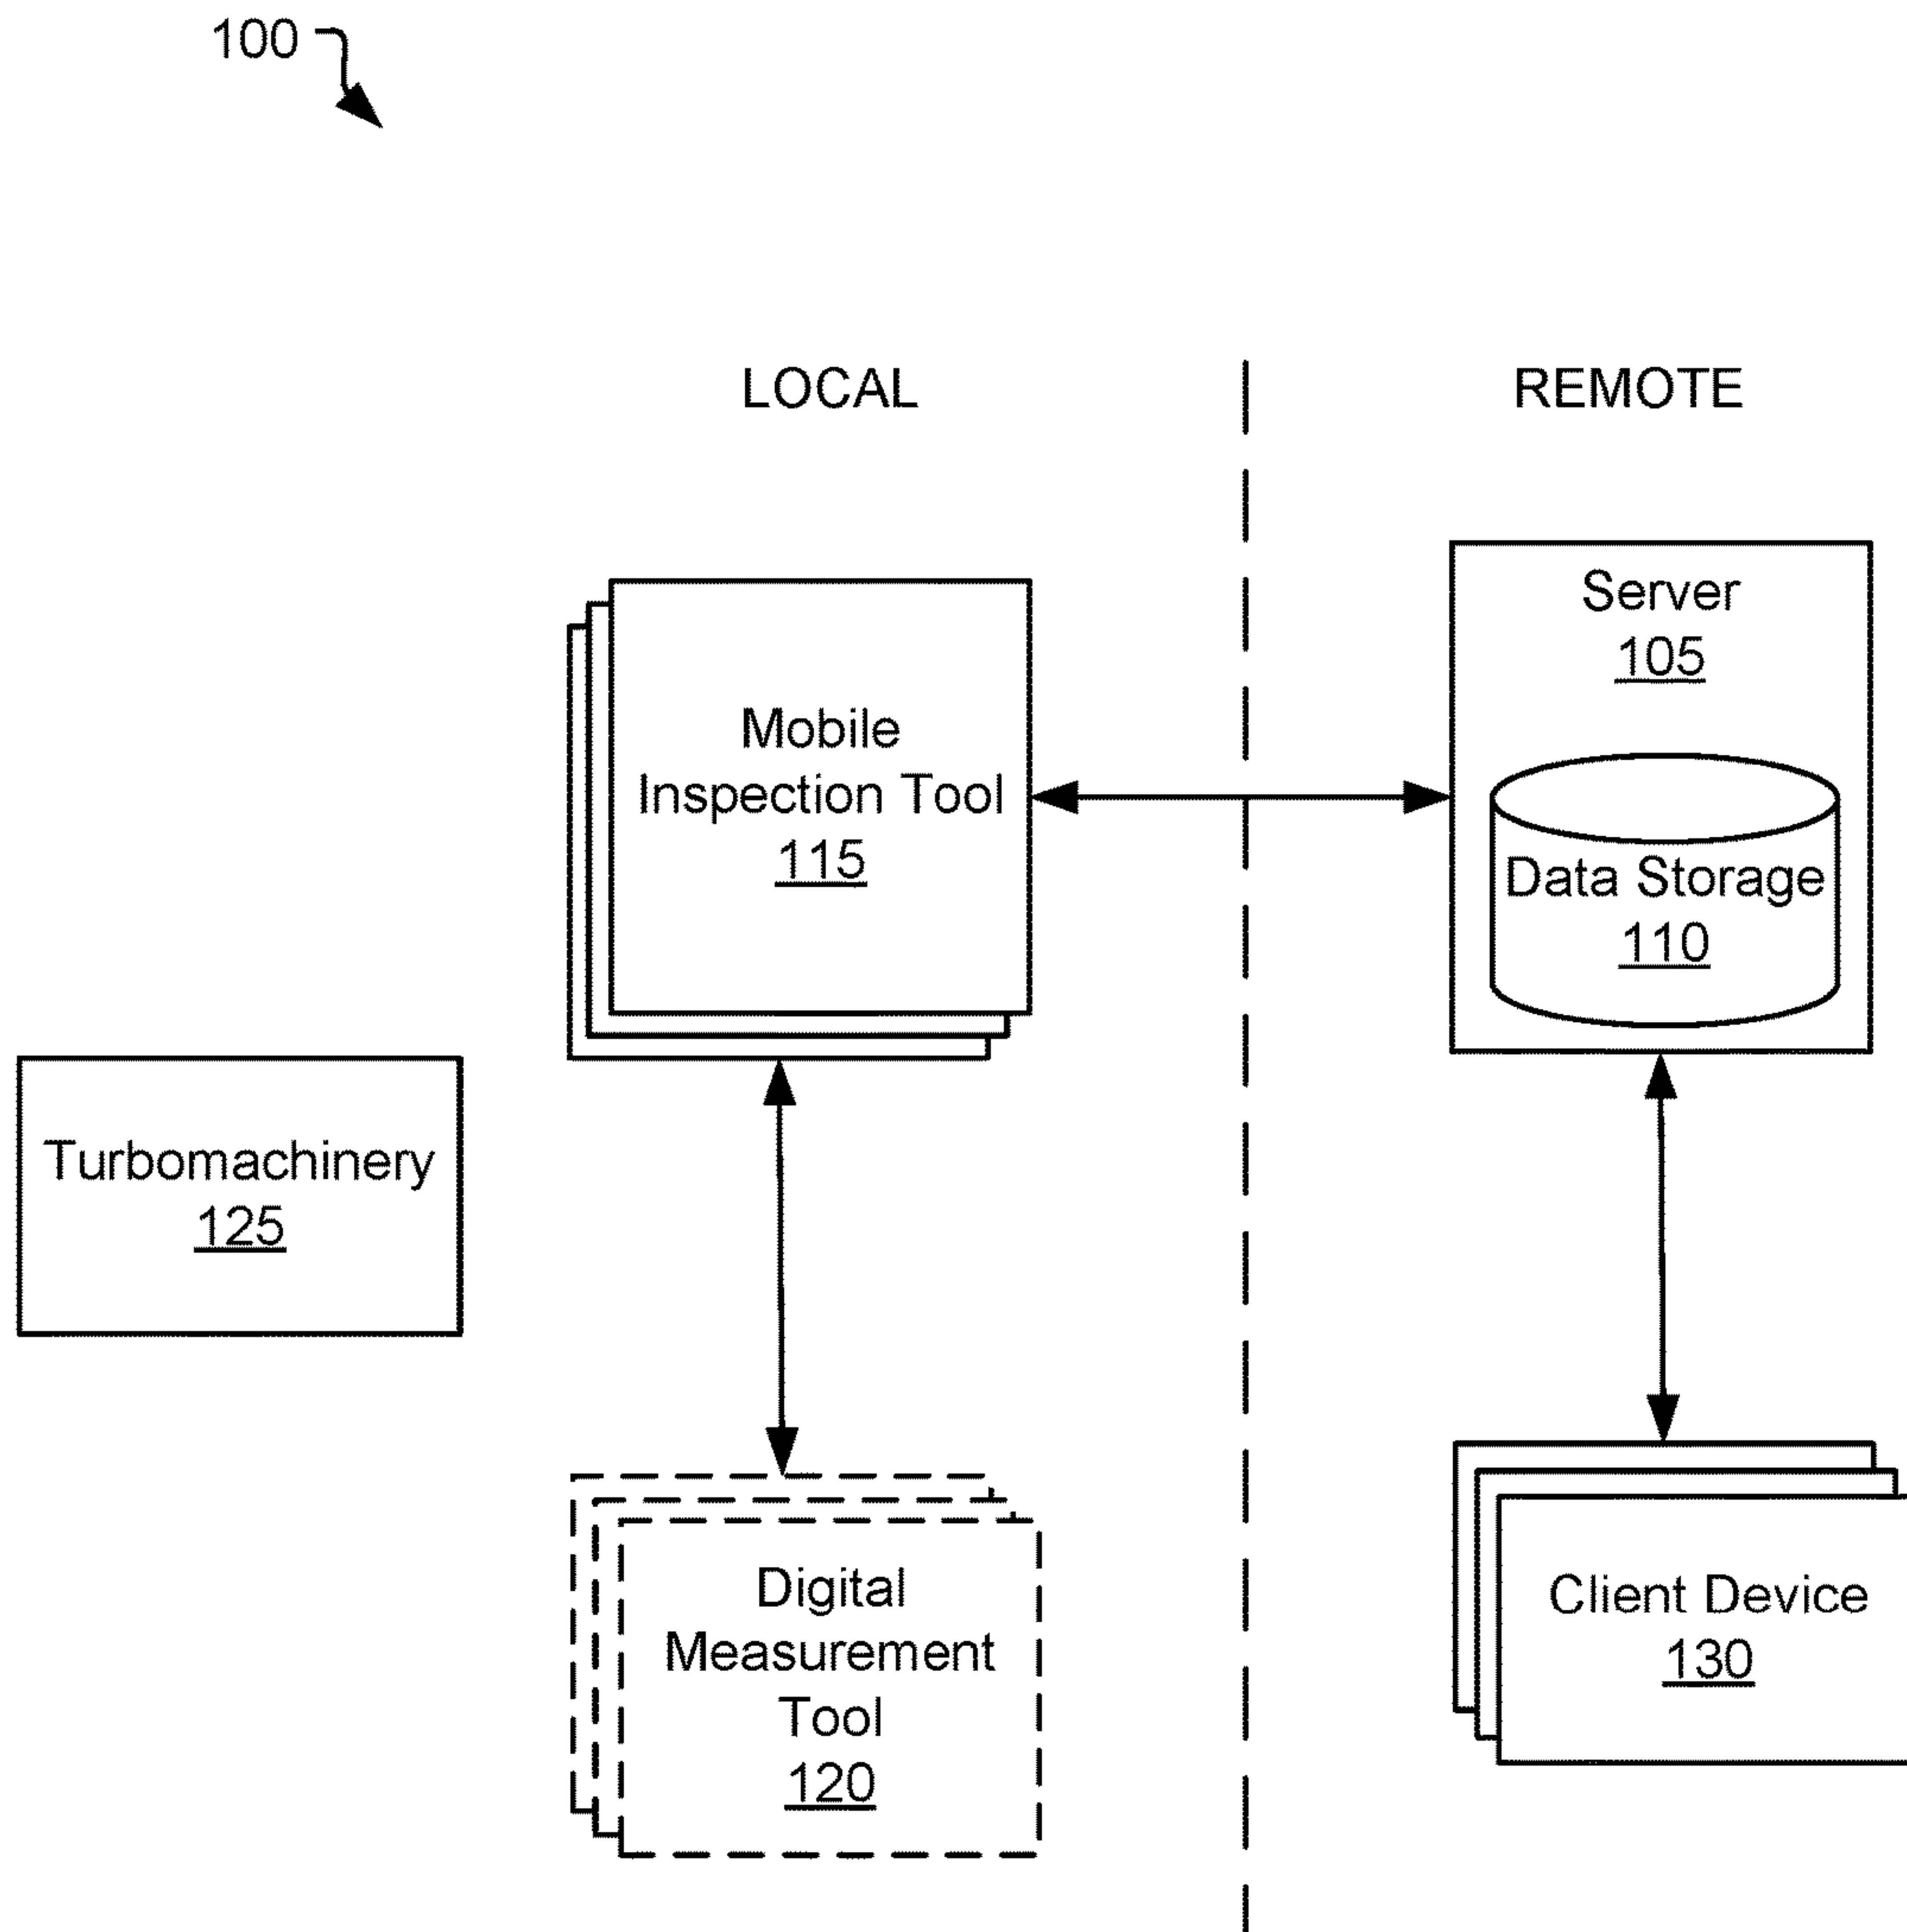 100
LOCAL
REMOTE
Server
105
Mobile
Inspection Tool
115
Data Storage
110
Turbomachinery
125
Digital
Measurement
Tool
120
Client Device
130